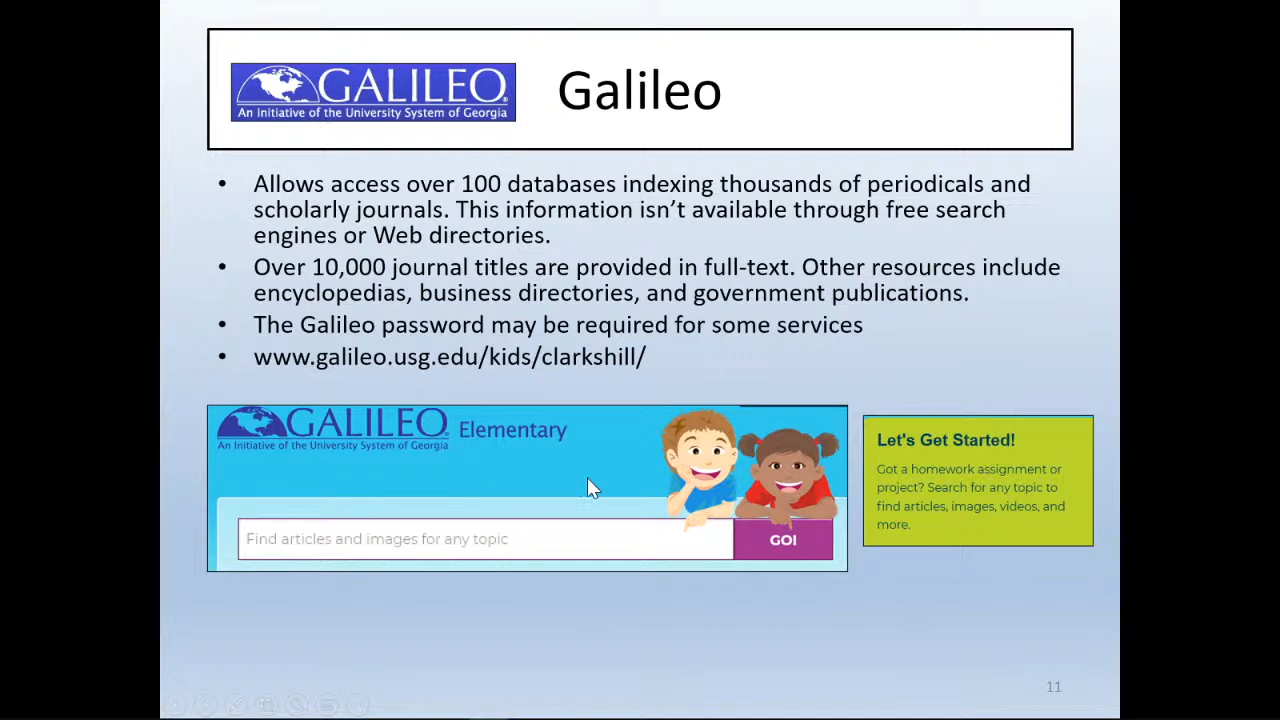 GALILEO®
An Initiative of the University System of Georgia
Galileo
• Allows access over 100 databases indexing thousands of periodicals and
scholarly journals. This information isn’t available through free search
engines or Web directories.
• Over 10,000 journal titles are provided in full-text. Other resources include
encyclopedias, business directories, and government publications.
• The Galileo password may be required for some services
• www.galileo.usg.edu/kids/clarkshill/
GALILEO Elementary
An Initiative of the University System of Georgia
Find articles and images for any topic
GO!
Let's Get Started!
Got a homework assignment or
project? Search for any topic to
find articles, images, videos, and
more.
11